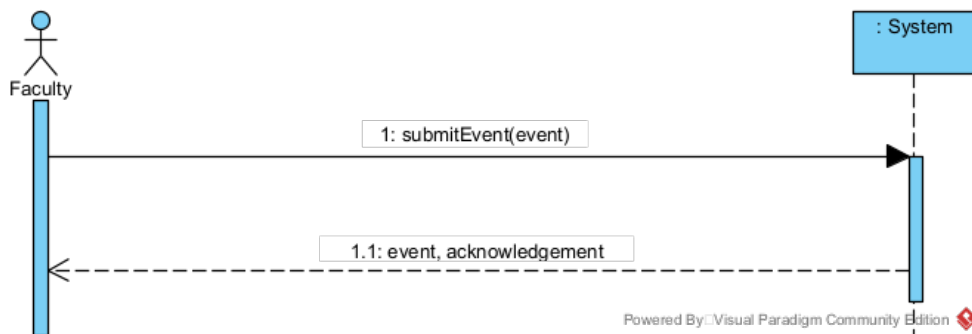 : System
Faculty
1: submitEvent(event)
1.1: event, acknowledgement
Powered By Visual Paradigm Community Edition